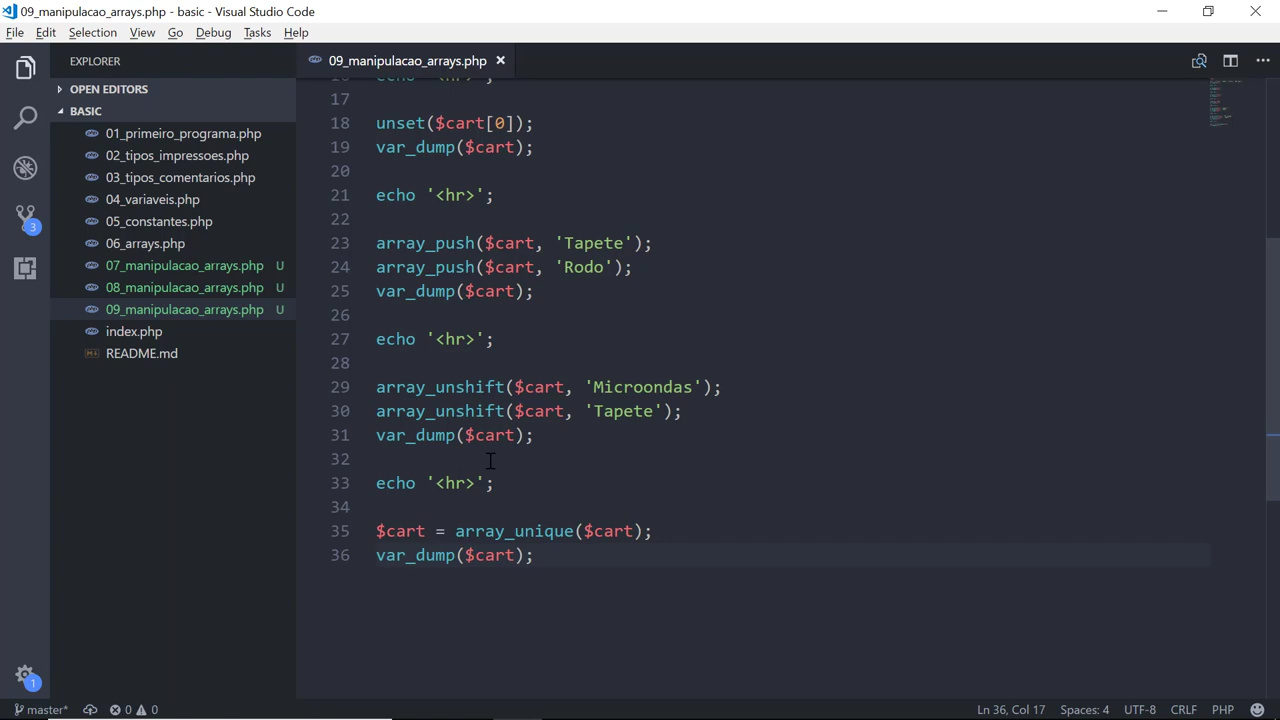 09_manipulacao_arrays.php - basic - Visual Studio Code
File Edit Selection View Go Debug Tasks Help
EXPLORER
09_manipulacao_arrays.php
OPEN EDITORS
BASIC
01_primeiro_programa.php
02_tipos_impressoes.php
03_tipos_comentarios.php
04_variaveis.php
05_constantes.php
06_arrays.php
07_manipulacao_arrays.php U
08_manipulacao_arrays.php U
09_manipulacao_arrays.php U
index.php
README.md
3
1
16 echo '<hr>';
17
18 unset($cart[0]);
19 var_dump($cart);
20
21 echo '<hr>';
22
23 array_push($cart, 'Tapete');
24 array_push($cart, 'Rodo');
25 var_dump($cart);
26
27 echo '<hr>';
28
29 array_unshift($cart, 'Microondas');
30 array_unshift($cart, 'Tapete');
31 var_dump($cart);
32
33 echo '<hr>';
34
35 $cart = array_unique($cart);
36 var_dump($cart);
master* 0 0 Ln 36, Col 17 Spaces: 4 UTF-8 CRLF PHP